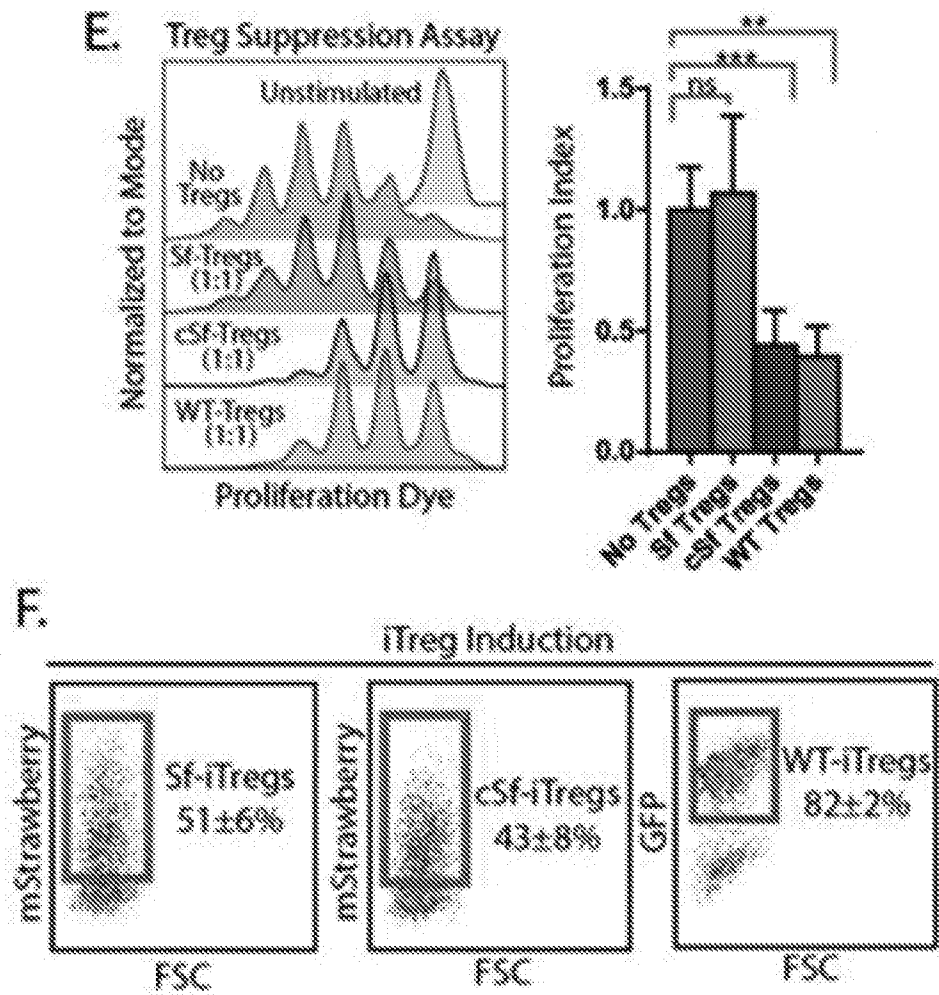 E.
Treg Suppression Assay
Normalized to Mode
Unstimulated
No
Tregs
Sf-Tregs
(1:1)
cSf-Tregs
(1:1)
WT-Tregs
(1:1)
Proliferation Dye
**
***
ns
Proliferation Index
1.5
1.0
0.5
0.0
No Tregs
Sf Tregs
cSf Tregs
WT Tregs
F.
iTreg Induction
mStrawberry
Sf-iTregs
51±6%
FSC
mStrawberry
cSf-iTregs
43±8%
FSC
GFP
WT-iTregs
82±2%
FSC